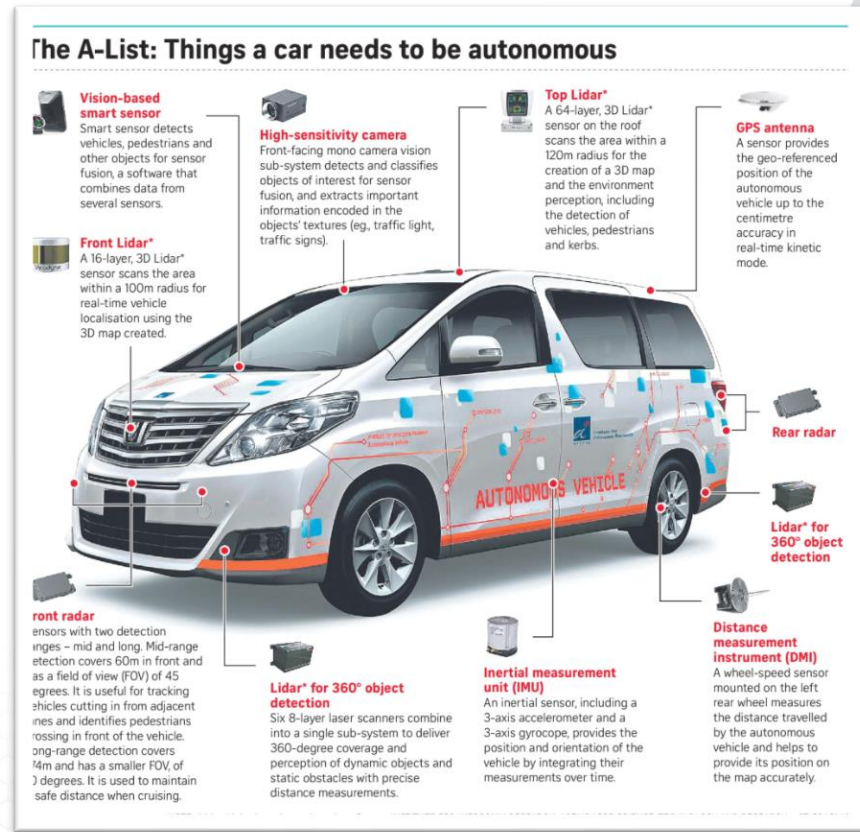 The A-List: Things a car needs to be autonomous
Vision-based
smart sensor
Smart sensor detects
vehicles, pedestrians and
other objects for sensor
fusion, a software that
combines data from
several sensors.
High-sensitivity camera
Front-facing mono camera vision
sub-system detects and classifies
objects of interest for sensor
fusion, and extracts important
information encoded in the
objects' textures (eg., traffic light,
traffic signs).
Top Lidar*
A 64-layer, 3D Lidar*
sensor on the roof
scans the area within a
120m radius for the
creation of a 3D map
and the environment
perception, including
the detection of
vehicles, pedestrians
and kerbs.
GPS antenna
A sensor provides
the geo-referenced
position of the
autonomous
vehicle up to the
centimetre
accuracy in
real-time kinetic
mode.
Front Lidar*
A 16-layer, 3D Lidar*
sensor scans the area
within a 100m radius for
real-time vehicle
localisation using the
3D map created.
Rear radar
AUTONOMOUS VEHICLE
Lidar* for
360° object
detection
ront radar
ensors with two detection
nges – mid and long. Mid-range
etection covers 60m in front and
as a field of view (FOV) of 45
egrees. It is useful for tracking
ehicles cutting in from adjacent
nes and identifies pedestrians
rossing in front of the vehicle.
ong-range detection covers
74m and has a smaller FOV, of
0 degrees. It is used to maintain
safe distance when cruising.
Lidar* for 360° object
detection
Six 8-layer laser scanners combine
into a single sub-system to deliver
360-degree coverage and
perception of dynamic objects and
static obstacles with precise
distance measurements.
Inertial measurement
unit (IMU)
An inertial sensor, including a
3-axis accelerometer and a
3-axis gyrocope, provides the
position and orientation of the
vehicle by integrating their
measurements over time.
Distance
measurement
instrument (DMI)
A wheel-speed sensor
mounted on the left
rear wheel measures
the distance travelled
by the autonomous
vehicle and helps to
provide its position on
the map accurately.